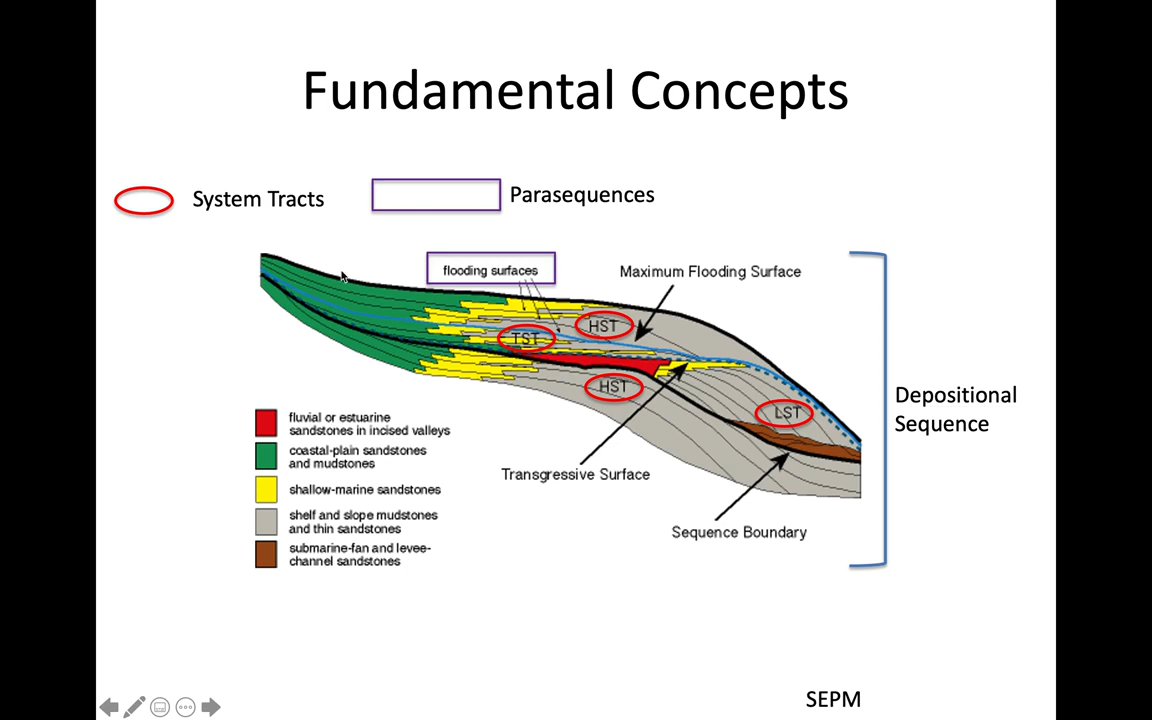 Fundamental Concepts
System Tracts
Parasequences
flooding surfaces
Maximum Flooding Surface
HST
TST
HST
LST
Depositional
Sequence
fluvial or estuarine
sandstones in incised valleys
coastal-plain sandstones
and mudstones
shallow-marine sandstones
shelf and slope mudstones
and thin sandstones
submarine-fan and levee-
channel sandstones
Transgressive Surface
Sequence Boundary
SEPM